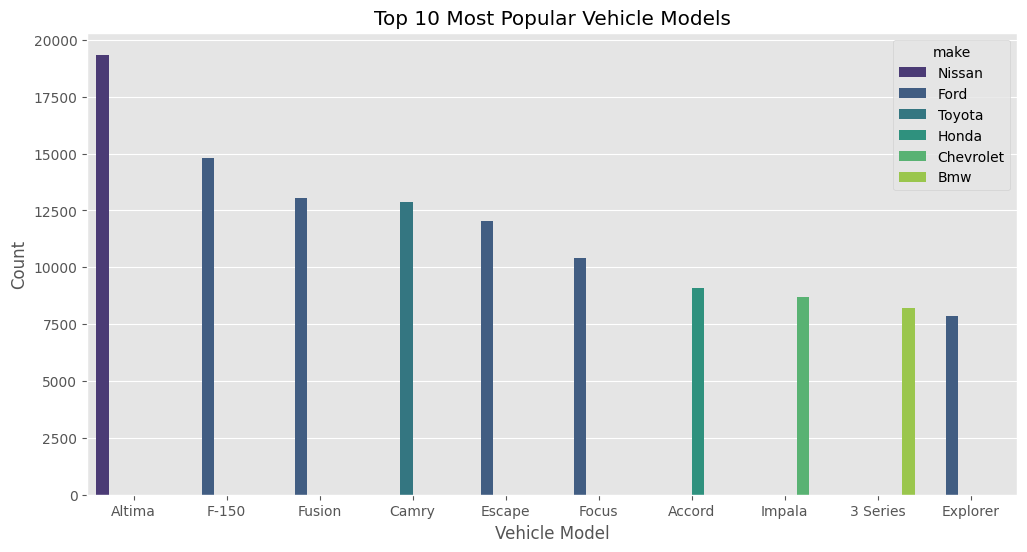 Top 10 Most Popular Vehicle Models
20000
17500
15000
12500
10000
7500
5000
2500
0
Count
make
Nissan
Ford
Toyota
Honda
Chevrolet
Bmw
Altima F-150 Fusion Camry Escape Focus Accord Impala 3 Series Explorer
Vehicle Model